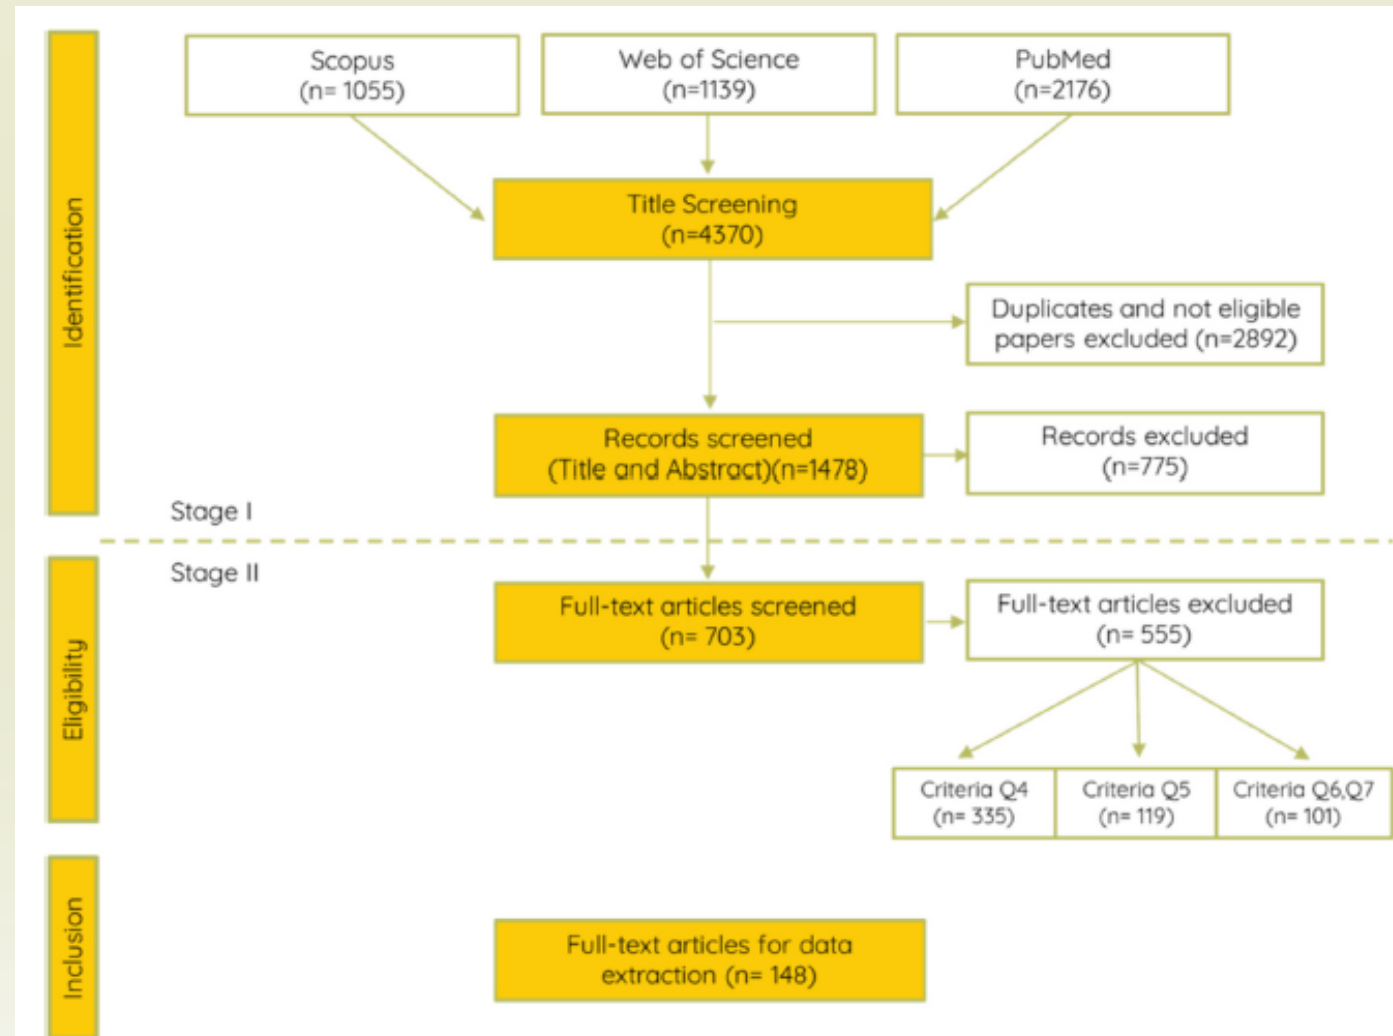 Identification
Scopus
(n= 1055)
Web of Science
(n=1139)
PubMed
(n=2176)
Title Screening
(n=4370)
Duplicates and not eligible
papers excluded (n=2892)
Records screened
(Title and Abstract)(n=1478)
Records excluded
(n=775)
Stage I
Stage II
Eligibility
Full-text articles screened
(n= 703)
Full-text articles excluded
(n= 555)
Criteria Q4
(n= 335)
Criteria Q5
(n= 119)
Criteria Q6,Q7
(n= 101)
Inclusion
Full-text articles for data
extraction (n= 148)